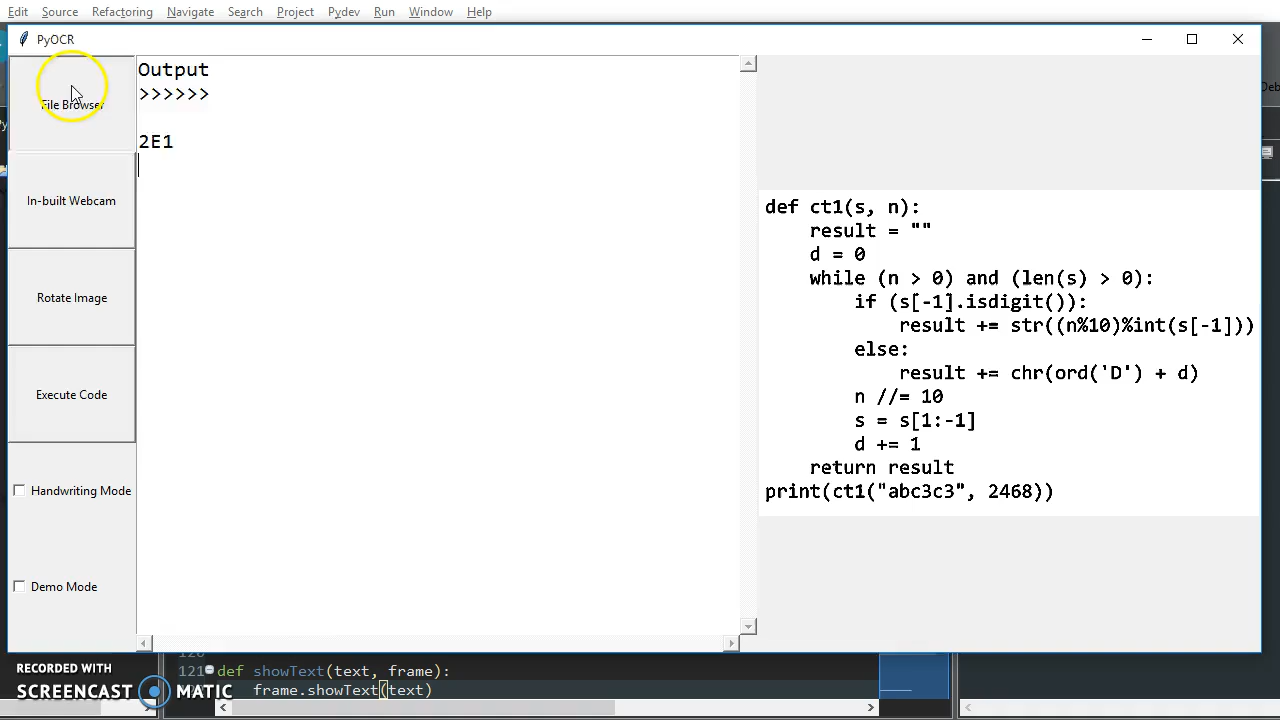 Edit Source Refactoring Navigate Search Project Pydev Run Window Help
PyOCR
File Browser
In-built Webcam
Rotate Image
Execute Code
Handwriting Mode
Demo Mode
Output
>>>>>>
2E1
def ct1(s, n):
    result = ""
    d = 0
    while (n > 0) and (len(s) > 0):
        if (s[-1].isdigit()):
            result += str((n%10)%int(s[-1]))
        else:
            result += chr(ord('D') + d)
        n //= 10
        s = s[1:-1]
        d += 1
    return result
print(ct1("abc3c3", 2468))
121 def showText(text, frame):
    frame.showText(text)
RECORDED WITH
SCREENCAST MATIC